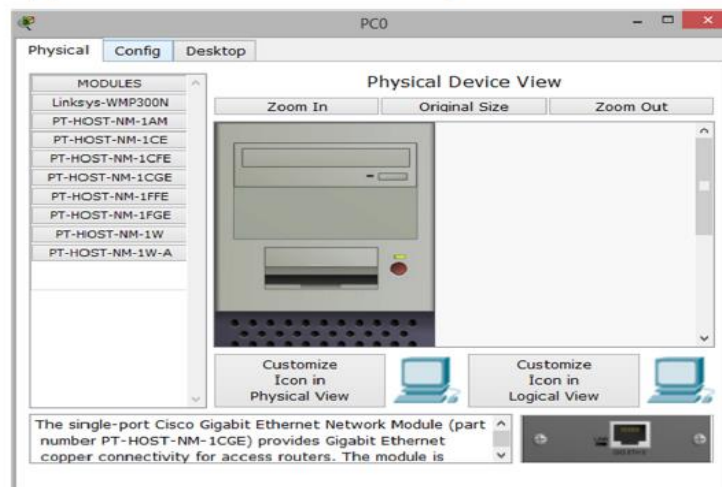 PC0
Physical Config Desktop
MODULES
Linksys-WMP300N
PT-HOST-NM-1AM
PT-HOST-NM-1CE
PT-HOST-NM-1CFE
PT-HOST-NM-1CGE
PT-HOST-NM-1FFE
PT-HOST-NM-1FGE
PT-HOST-NM-1W
PT-HOST-NM-1W-A
Physical Device View
Zoom In Original Size Zoom Out
Customize
Icon in
Physical View
Customize
Icon in
Logical View
The single-port Cisco Gigabit Ethernet Network Module (part
number PT-HOST-NM-1CGE) provides Gigabit Ethernet
copper connectivity for access routers. The module is